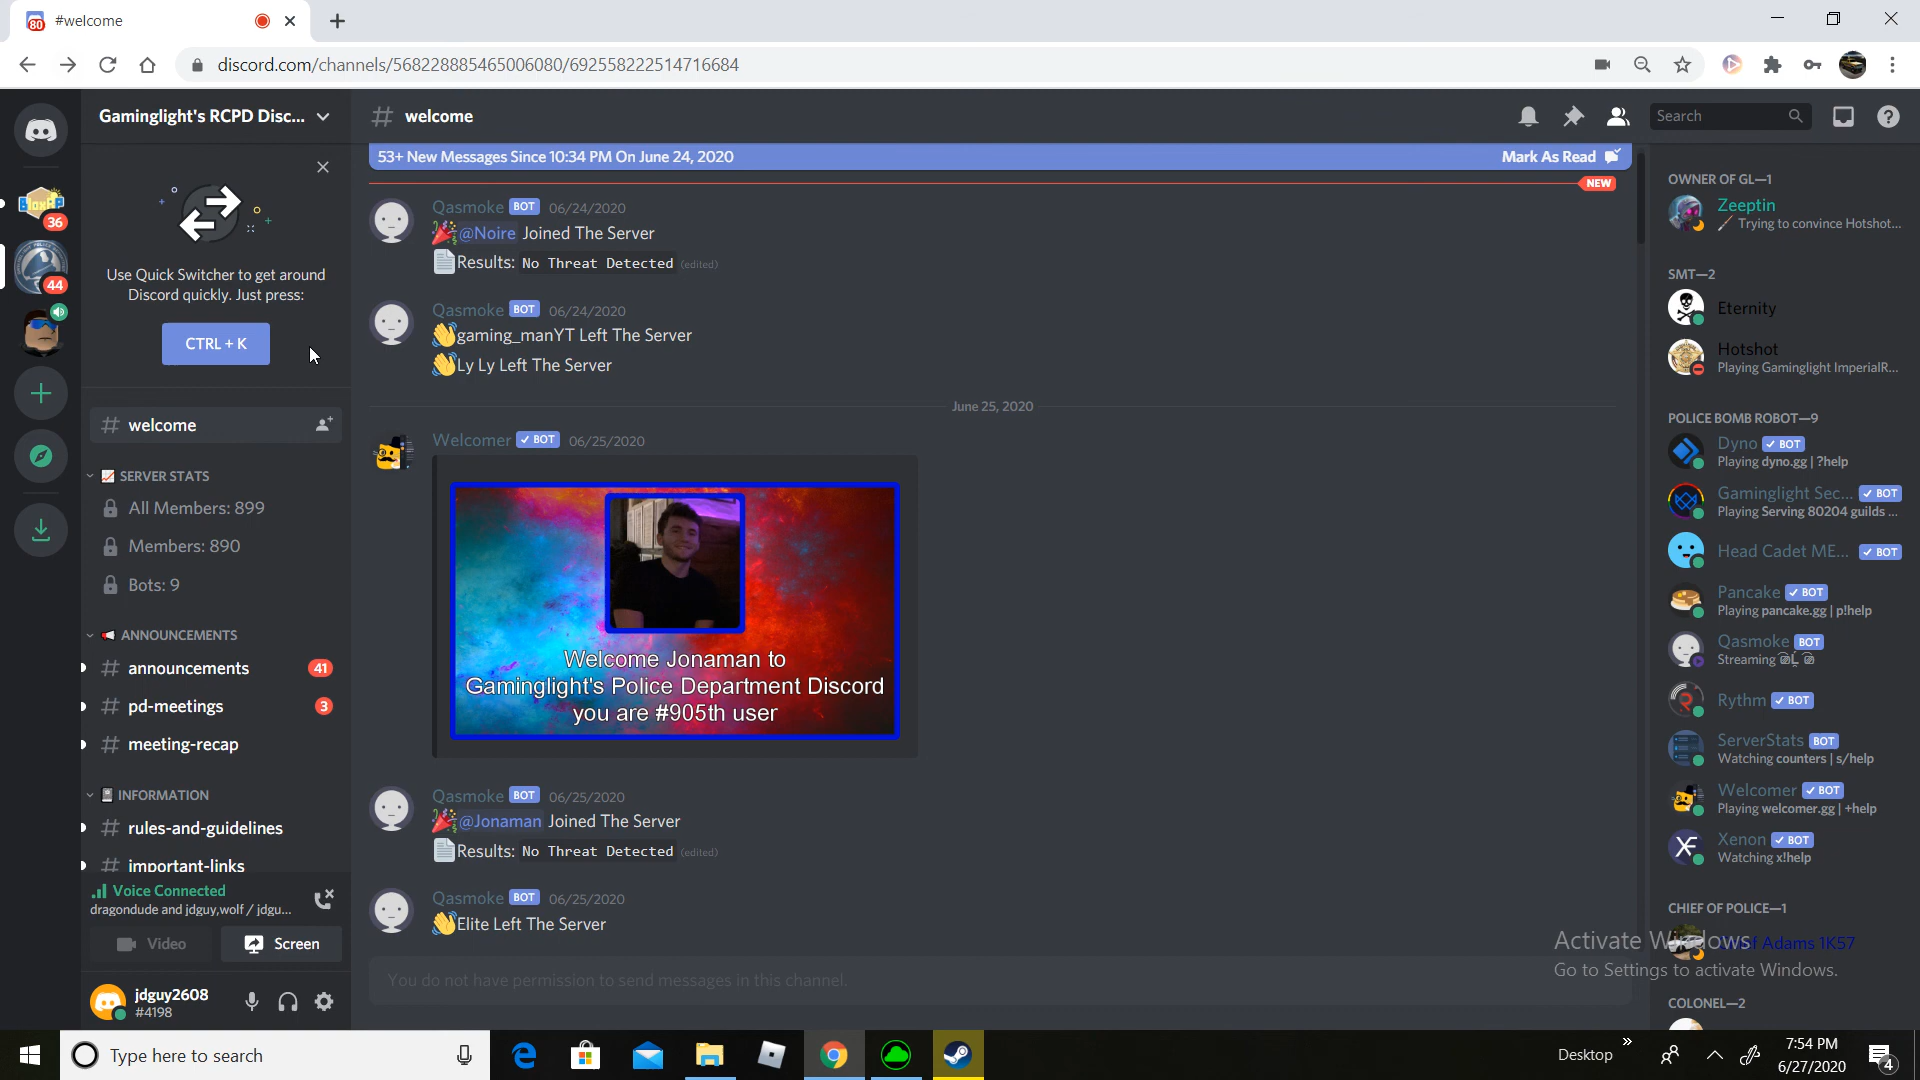 80
#welcome
discord.com/channels/568228885465006080/692558222514716684
Gaminglight's RCPD Disc...
welcome
Search
36
44
Use Quick Switcher to get around
Discord quickly. Just press:
CTRL + K
welcome
SERVER STATS
All Members: 899
Members: 890
Bots: 9
ANNOUNCEMENTS
announcements
41
pd-meetings
3
meeting-recap
INFORMATION
rules-and-guidelines
important-links
Voice Connected
dragondude and jdguy,wolf / jdgu...
Video
Screen
jdguy2608
#4198
53+ New Messages Since 10:34 PM On June 24, 2020
Mark As Read
NEW
Qasmoke BOT 06/24/2020
@Noire Joined The Server
Results: No Threat Detected (edited)
Qasmoke BOT 06/24/2020
gaming_manYT Left The Server
Ly Ly Left The Server
June 25, 2020
Welcomer BOT 06/25/2020
Welcome Jonaman to
Gaminglight's Police Department Discord
you are #905th user
Qasmoke BOT 06/25/2020
@Jonaman Joined The Server
Results: No Threat Detected (edited)
Qasmoke BOT 06/25/2020
Elite Left The Server
You do not have permission to send messages in this channel.
OWNER OF GL—1
Zeeptin
Trying to convince Hotshot...
SMT—2
Eternity
Hotshot
Playing Gaminglight ImperialR...
POLICE BOMB ROBOT—9
Dyno BOT
Playing dyno.gg | ?help
Gaminglight Sec... BOT
Playing Serving 80204 guilds ...
Head Cadet ME... BOT
Pancake BOT
Playing pancake.gg | p!help
Qasmoke BOT
Streaming
Rythm BOT
ServerStats BOT
Watching counters | s/help
Welcomer BOT
Playing welcomer.gg | +help
Xenon BOT
Watching x!help
CHIEF OF POLICE—1
Adams 1K57
Activate Windows
Go to Settings to activate Windows.
COLONEL—2
Type here to search
Desktop
7:54 PM
6/27/2020
4